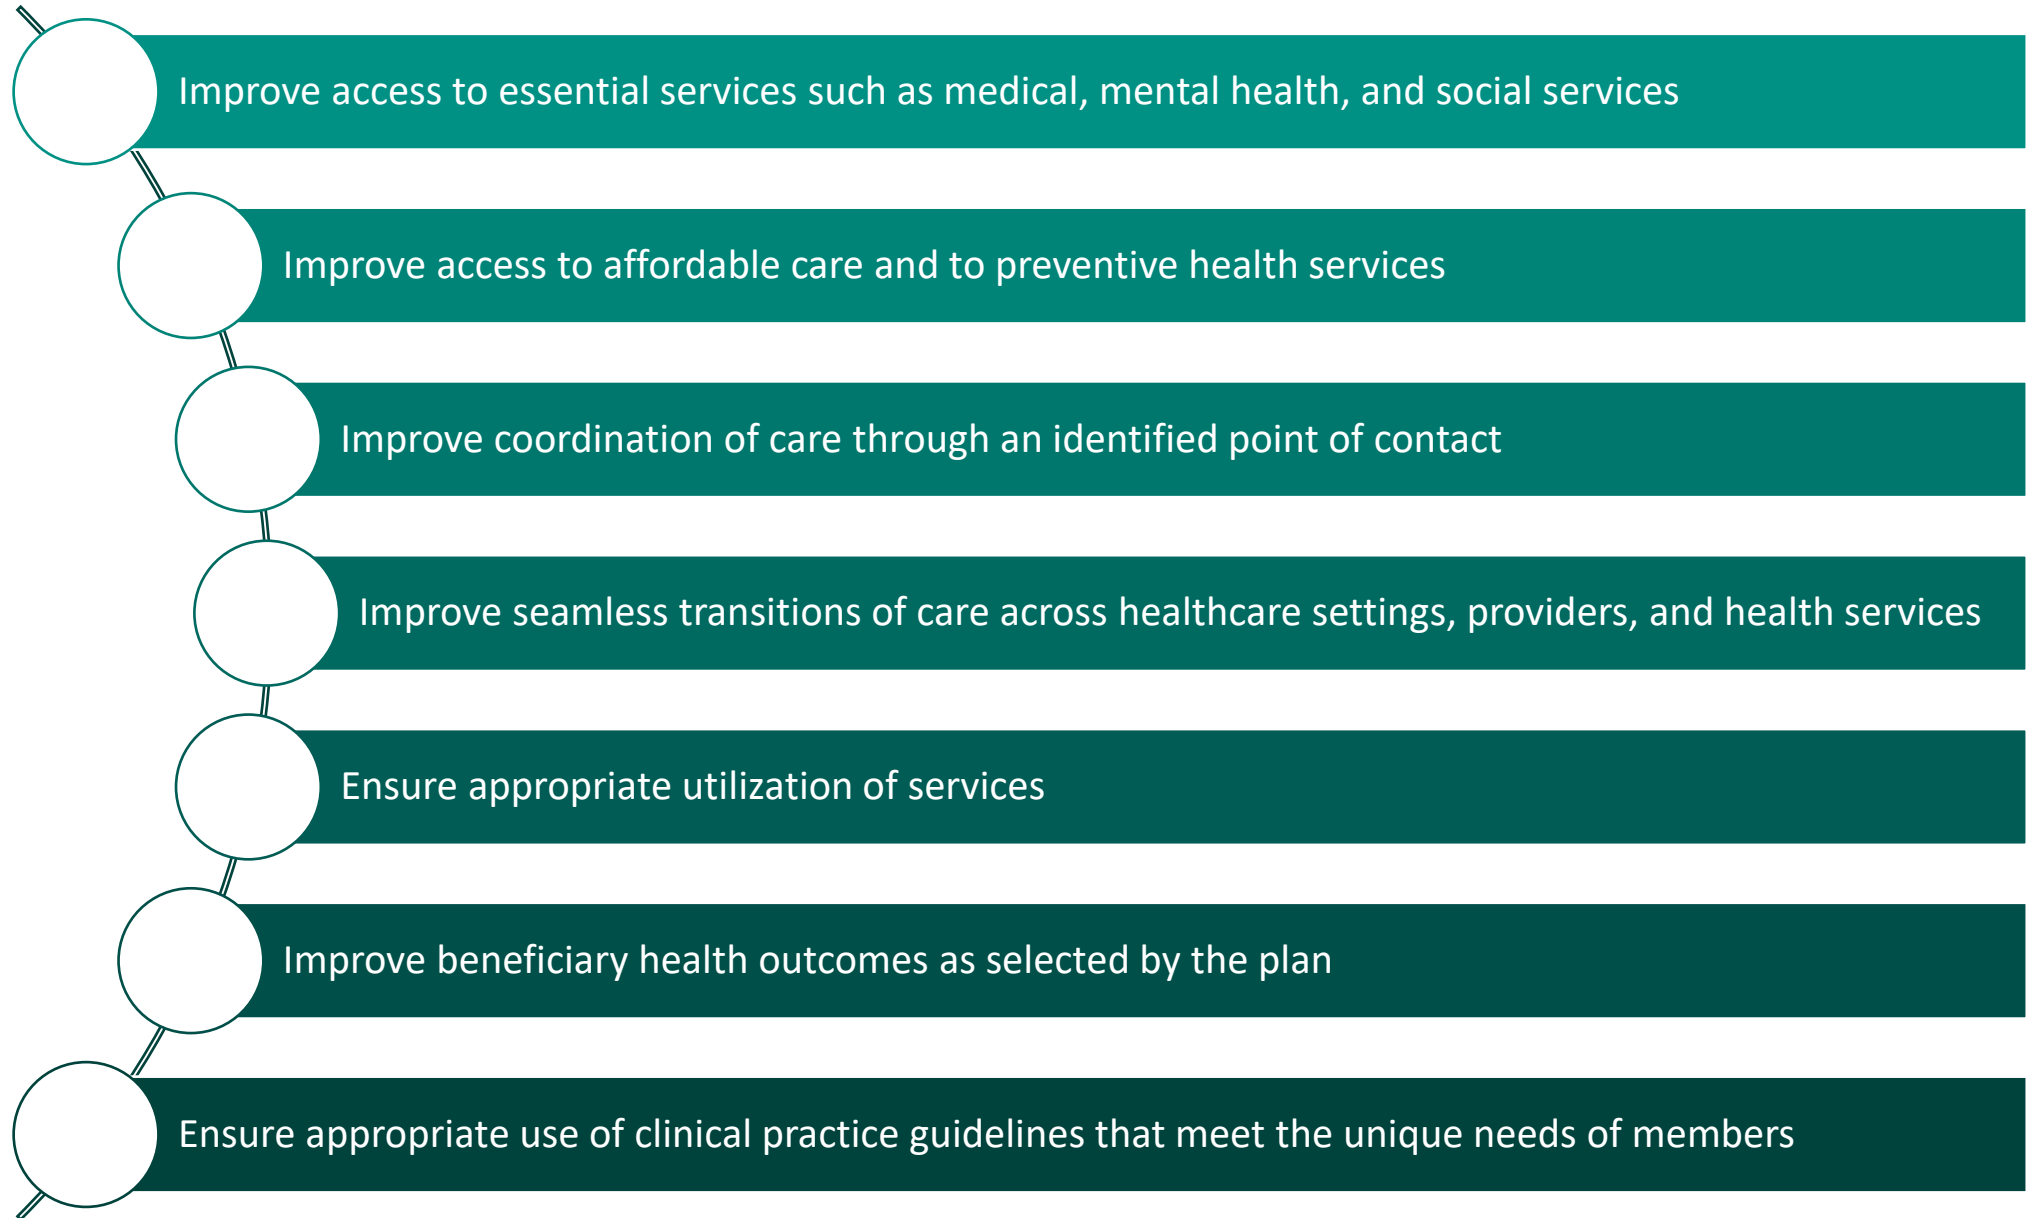 Improve access to essential services such as medical, mental health, and social services
Improve access to affordable care and to preventive health services
Improve coordination of care through an identified point of contact
Improve seamless transitions of care across healthcare settings, providers, and health services
Ensure appropriate utilization of services
Improve beneficiary health outcomes as selected by the plan
Ensure appropriate use of clinical practice guidelines that meet the unique needs of members